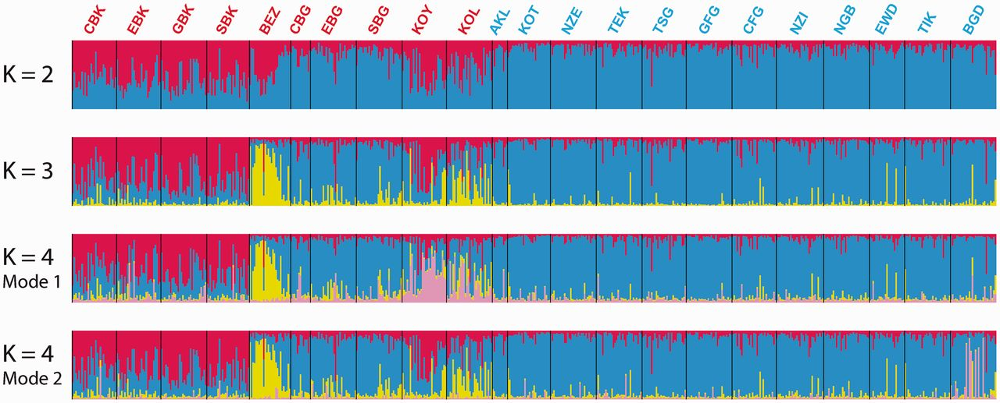 CBK EBK GBK SBK BEZ CBG EBG SBG KOY KOL AKL KOT NZE TEK TSG GFG CFG NZI NGB EWD TIK BGD
K = 2
K = 3
K = 4
Mode 1
K = 4
Mode 2